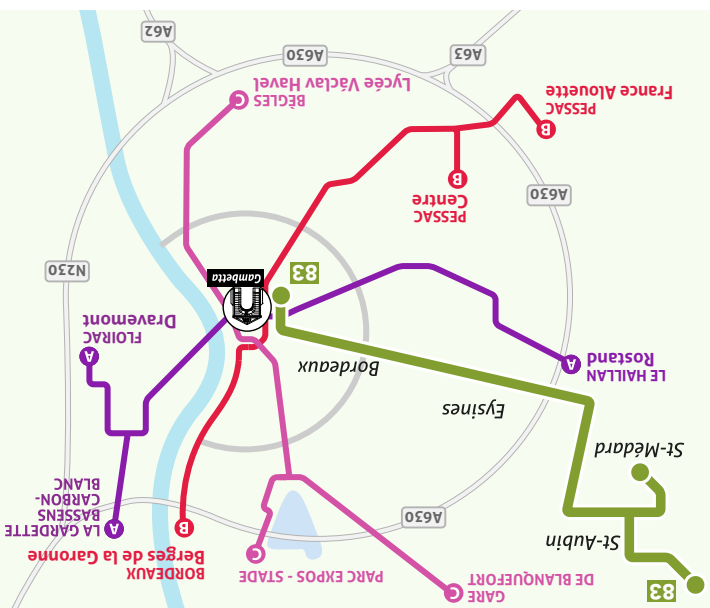 83
C GARE
DE BLANQUEFORT
C PARC EXPOS - STADE
BORDEAUX
Berges de la Garonne
B
St-Aubin
A LA GARDETTE
BASSENS
CARBON-
BLANC
A630
St-Médard
Eysines
A LE HAILLAN
Rostand
Bordeaux
A FLOIRAC
Dravemont
83
Gambetta
N230
PESSAC
Centre
B
A630
B PESSAC
France Alouette
C BÈGLES
Lycée Václav Havel
A63
A630
A62